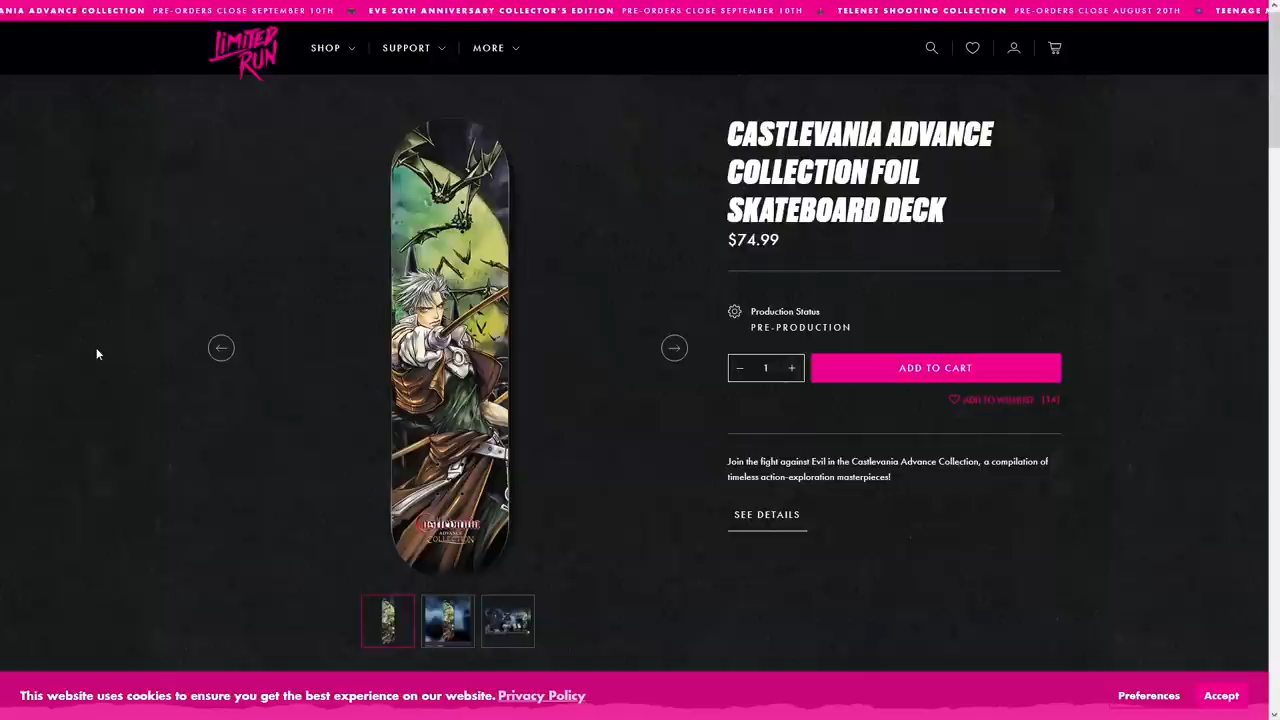 ANIA ADVANCE COLLECTION PRE-ORDERS CLOSE SEPTEMBER 10TH EVE 20TH ANNIVERSARY COLLECTOR'S EDITION PRE-ORDERS CLOSE SEPTEMBER 10TH TELENET SHOOTING COLLECTION PRE-ORDERS CLOSE AUGUST 20TH TEENAGE
LIMITED
RUN
SHOP SUPPORT MORE
CASTLEVANIA ADVANCE
COLLECTION FOIL
SKATEBOARD DECK
$74.99
Production Status
PRE-PRODUCTION
− 1 + ADD TO CART
ADD TO WISHLIST (14)
Join the fight against Evil in the Castlevania Advance Collection, a compilation of
timeless action-exploration masterpieces!
SEE DETAILS
Castlevania
ADVANCE
COLLECTION
This website uses cookies to ensure you get the best experience on our website. Privacy Policy Preferences Accept